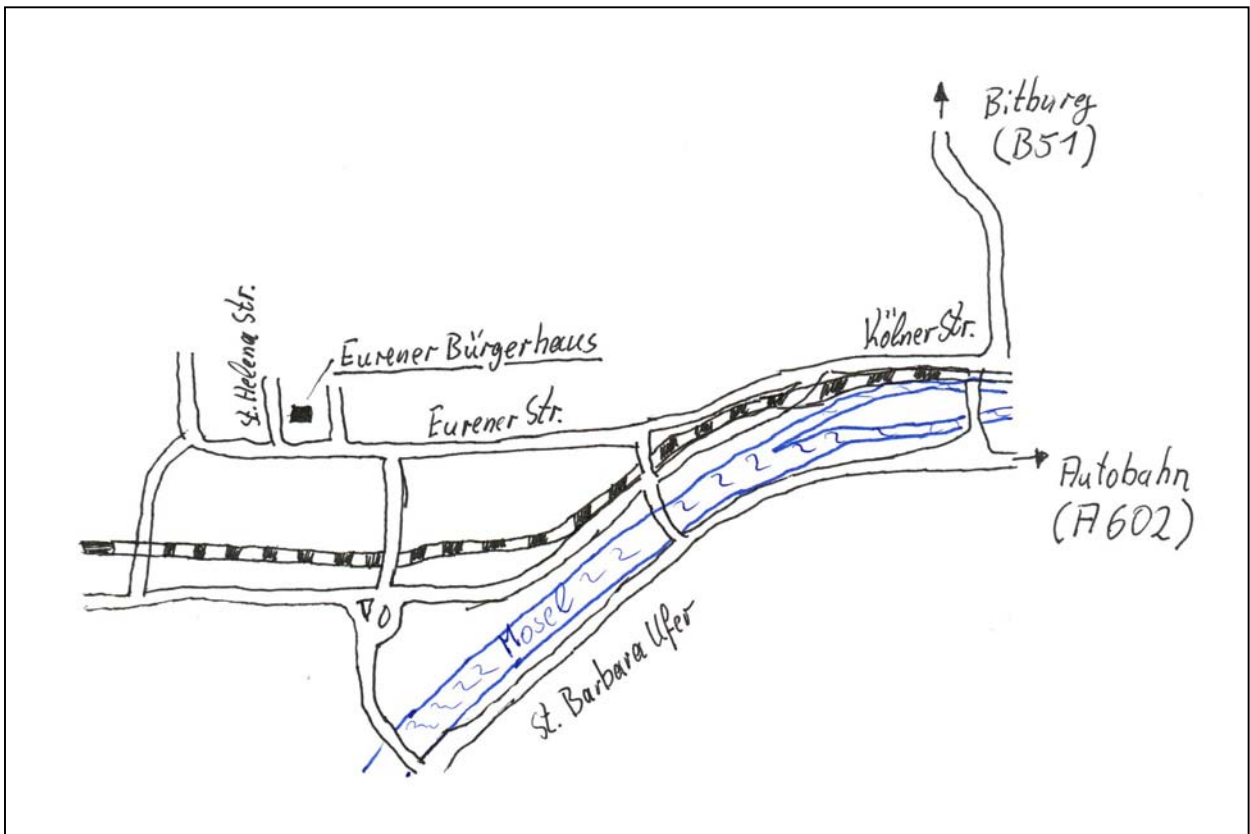 Bitburg
(B51)
Kölner Str.
St. Helena Str.
Eurener Bürgerhaus
Eurener Str.
Autobahn
(A602)
Mosel
St. Barbara Ufer